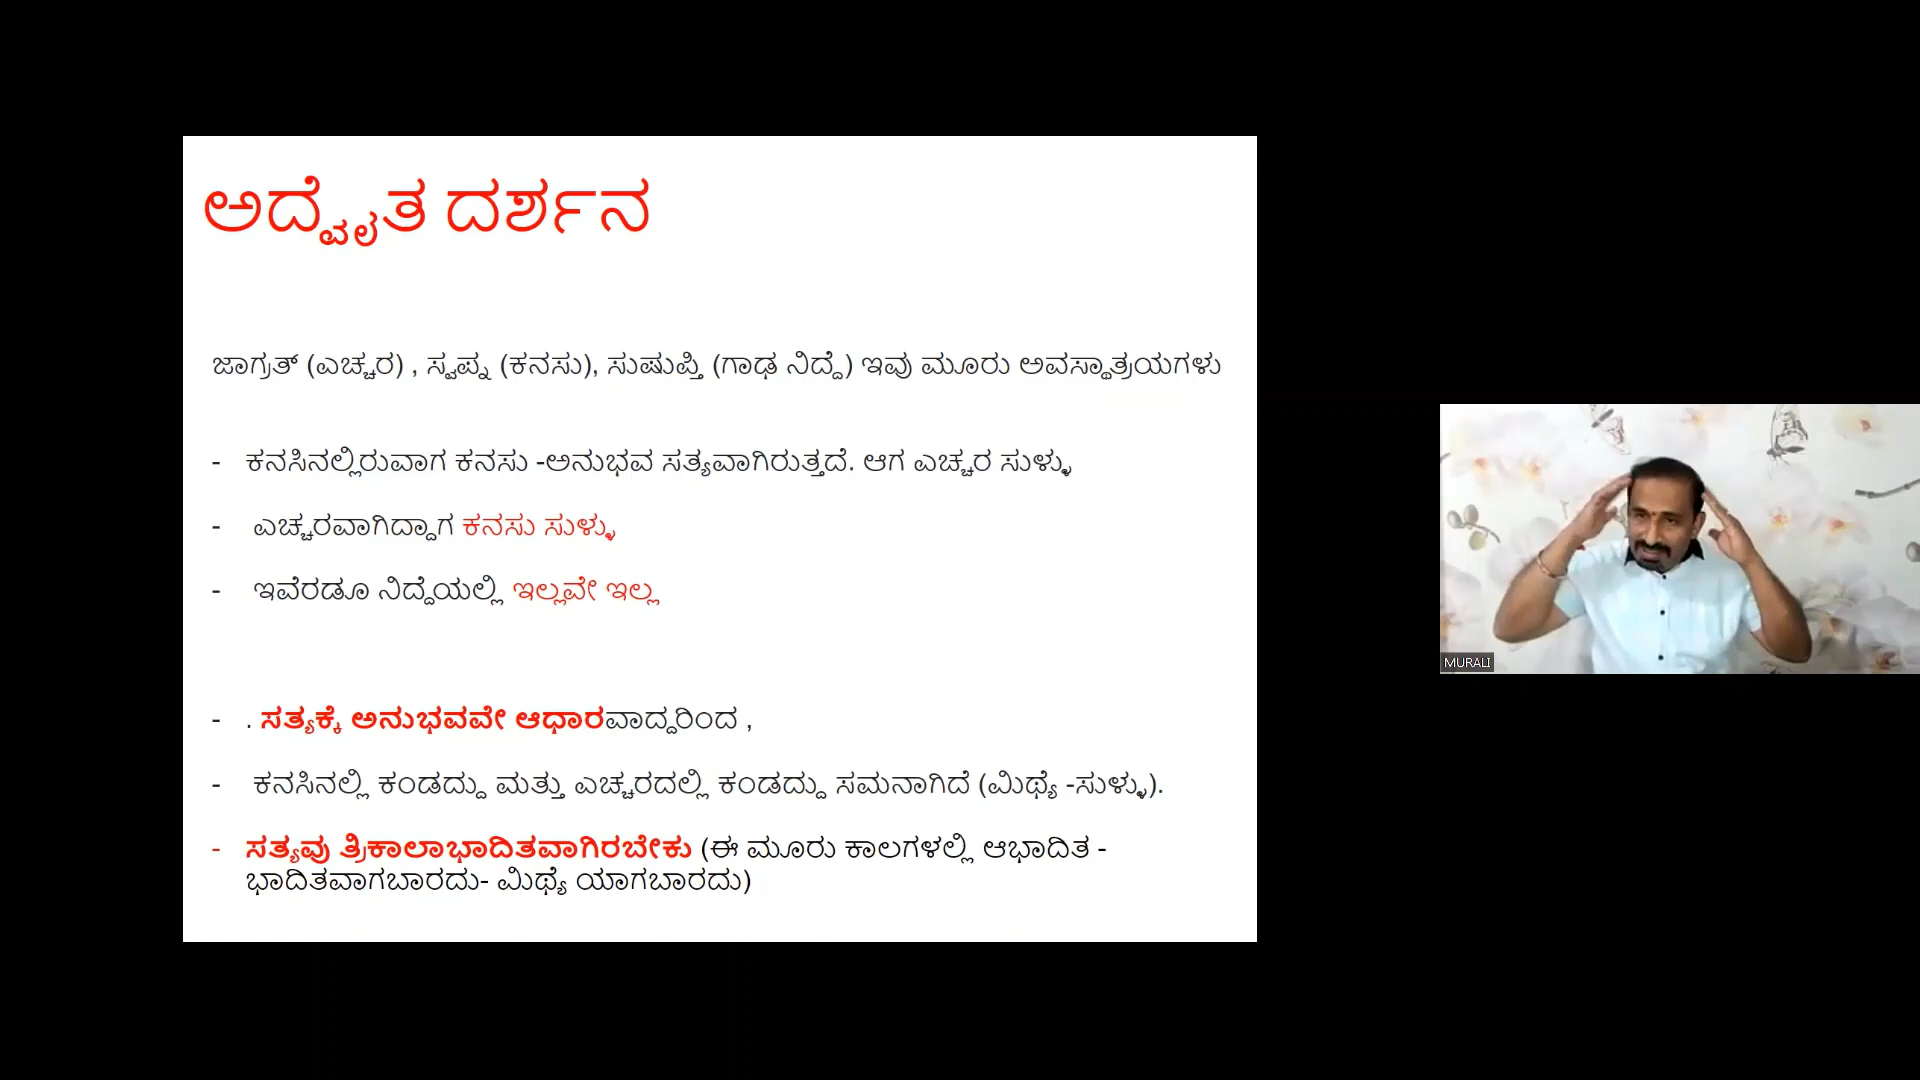 ಅದ್ವೈತ ದರ್ಶನ
ಜಾಗ್ರತ್ (ಎಚ್ಚರ) , ಸ್ವಪ್ನ (ಕನಸು), ಸುಷುಪ್ತಿ (ಗಾಢ ನಿದ್ದೆ) ಇವು ಮೂರು ಅವಸ್ಥಾತ್ರಯಗಳು
- ಕನಸಿನಲ್ಲಿರುವಾಗ ಕನಸು -ಅನುಭವ ಸತ್ಯವಾಗಿರುತ್ತದೆ. ಆಗ ಎಚ್ಚರ ಸುಳ್ಳು
- ಎಚ್ಚರವಾಗಿದ್ದಾಗ ಕನಸು ಸುಳ್ಳು
- ಇವೆರಡೂ ನಿದ್ದೆಯಲ್ಲಿ ಇಲ್ಲವೇ ಇಲ್ಲ
- . ಸತ್ಯಕ್ಕೆ ಅನುಭವವೇ ಆಧಾರವಾದ್ದರಿಂದ ,
- ಕನಸಿನಲ್ಲಿ ಕಂಡದ್ದು ಮತ್ತು ಎಚ್ಚರದಲ್ಲಿ ಕಂಡದ್ದು ಸಮನಾಗಿದೆ (ಮಿಥ್ಯೆ -ಸುಳ್ಳು).
- ಸತ್ಯವು ತ್ರಿಕಾಲಾಭಾದಿತವಾಗಿರಬೇಕು (ಈ ಮೂರು ಕಾಲಗಳಲ್ಲಿ ಆಭಾದಿತ -
ಭಾದಿತವಾಗಬಾರದು- ಮಿಥ್ಯೆ ಯಾಗಬಾರದು)
MURALI